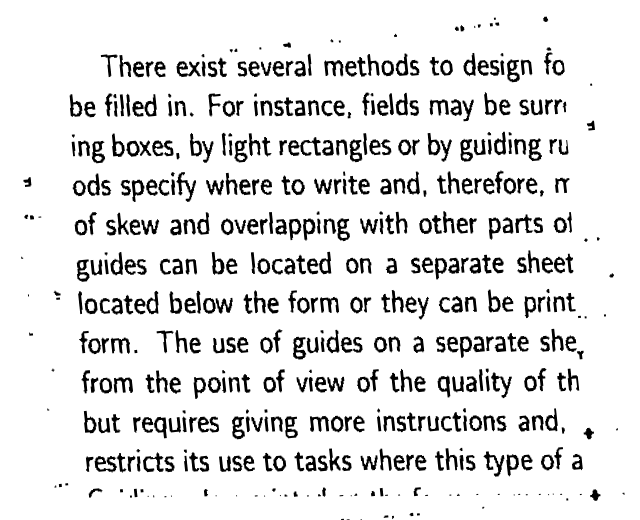 There exist several methods to design fo
be filled in. For instance, fields may be surr
ing boxes, by light rectangles or by guiding ru
ods specify where to write and, therefore, m
of skew and overlapping with other parts of
guides can be located on a separate sheet
located below the form or they can be print
form. The use of guides on a separate she
from the point of view of the quality of th
but requires giving more instructions and,
restricts its use to tasks where this type of a